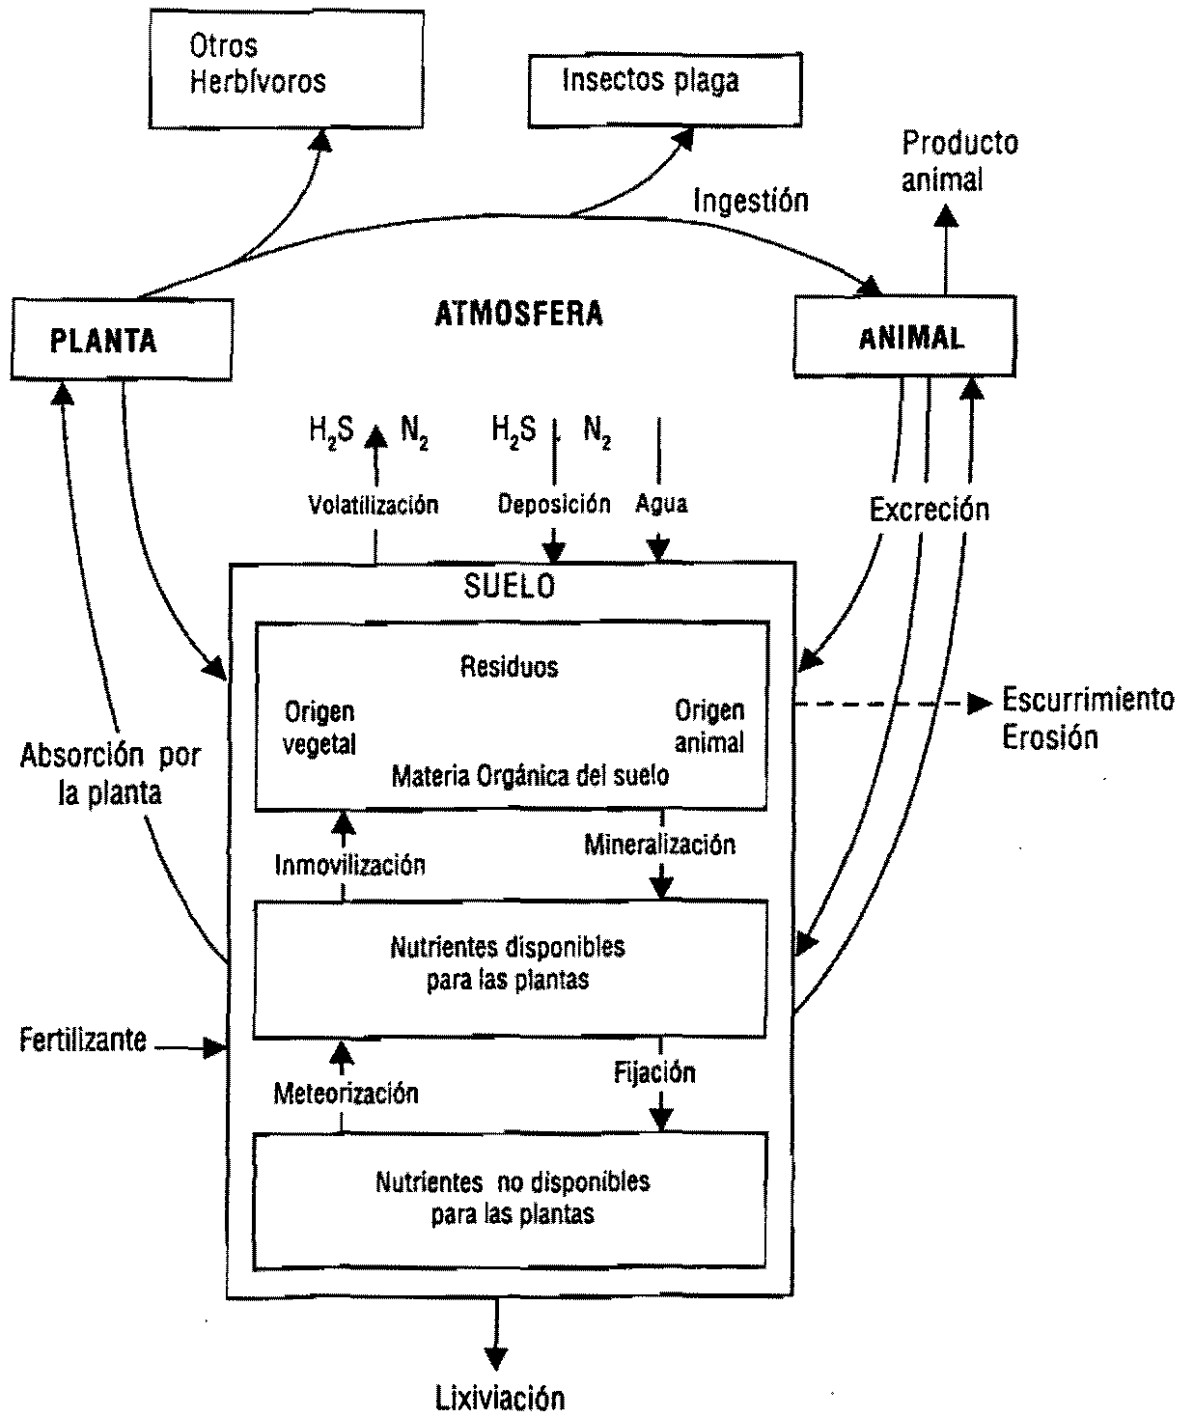 Otros
Herbívoros
Insectos plaga
Producto
animal
Ingestión
PLANTA
ATMOSFERA
ANIMAL
H₂S N₂
H₂S N₂
Volatilización
Deposición
Agua
Excreción
SUELO
Residuos
Origen
vegetal
Origen
animal
Materia Orgánica del suelo
Escurrimiento
Erosión
Absorción por
la planta
Inmovilización
Mineralización
Nutrientes disponibles
para las plantas
Fertilizante
Meteorización
Fijación
Nutrientes no disponibles
para las plantas
Lixiviación